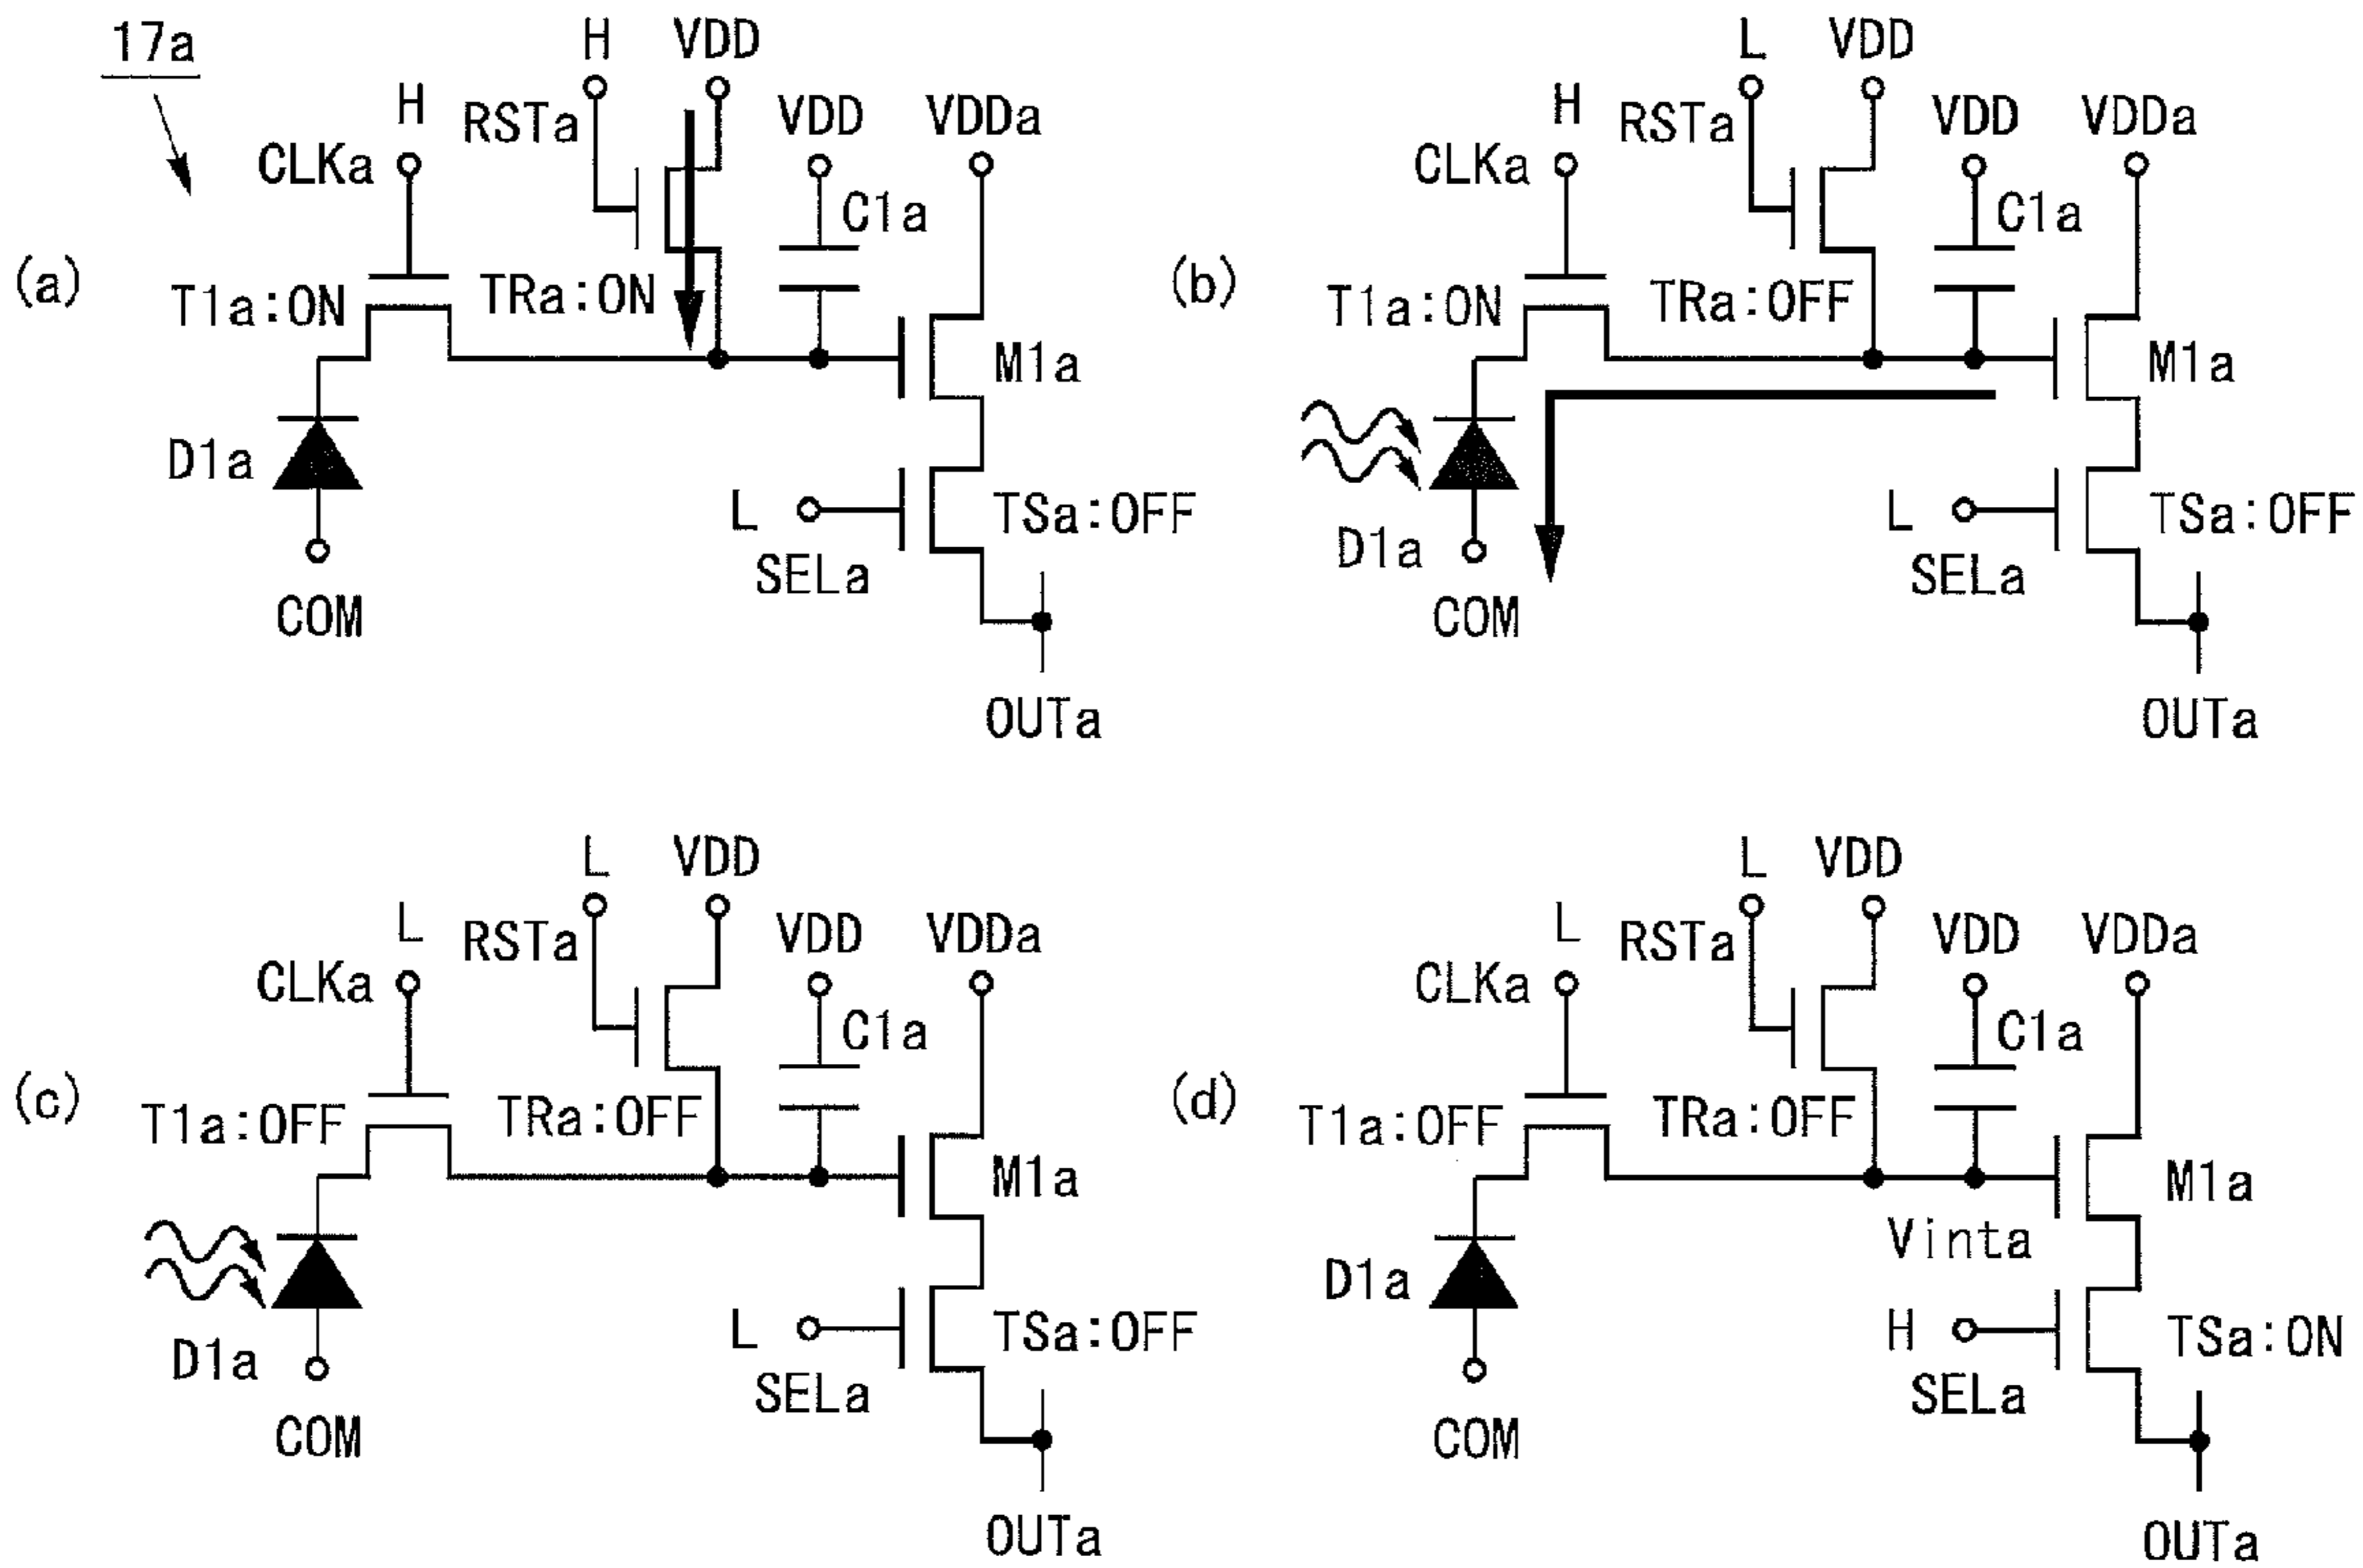 17a
(a)
H
VDD
H
RSTa
VDD
VDDa
CLKa
C1a
T1a:ON
TRa:ON
M1a
D1a
L
TSa:OFF
SELa
COM
OUTa
(b)
L
VDD
H
RSTa
VDD
VDDa
CLKa
C1a
T1a:ON
TRa:OFF
M1a
D1a
L
TSa:OFF
SELa
COM
OUTa
(c)
L
VDD
L
RSTa
VDD
VDDa
CLKa
C1a
T1a:OFF
TRa:OFF
M1a
D1a
L
TSa:OFF
SELa
COM
OUTa
(d)
L
VDD
L
RSTa
VDD
VDDa
CLKa
C1a
T1a:OFF
TRa:OFF
M1a
Vinta
D1a
H
TSa:ON
SELa
COM
OUTa